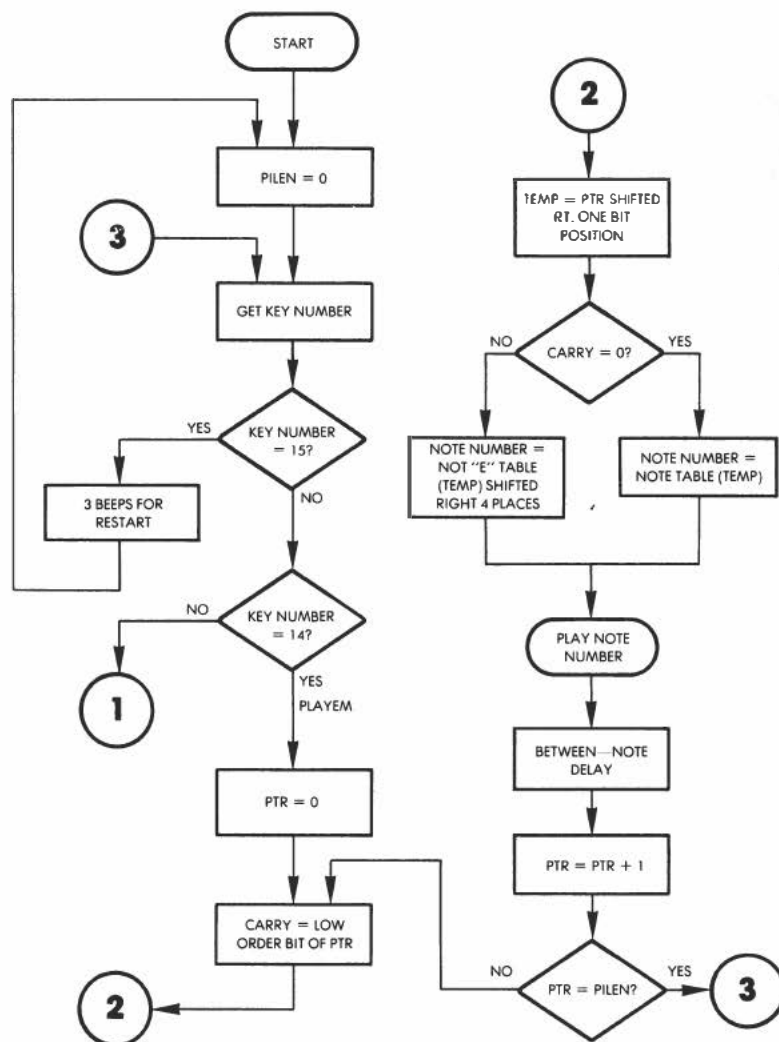 START
PILEN = 0
3
GET KEY NUMBER
YES
KEY NUMBER
= 15?
3 BEEPS FOR
RESTART
NO
NO
KEY NUMBER
= 14?
1
YES
PLAYEM
PTR = 0
CARRY = LOW
ORDER BIT OF PTR
2
2
TEMP = PTR SHIFTED
RT. ONE BIT
POSITION
NO
CARRY = 0?
YES
NOTE NUMBER =
NOT "E" TABLE
(TEMP) SHIFTED
RIGHT 4 PLACES
NOTE NUMBER =
NOTE TABLE (TEMP)
PLAY NOTE
NUMBER
BETWEEN—NOTE
DELAY
PTR = PTR + 1
NO
PTR = PILEN?
YES
3